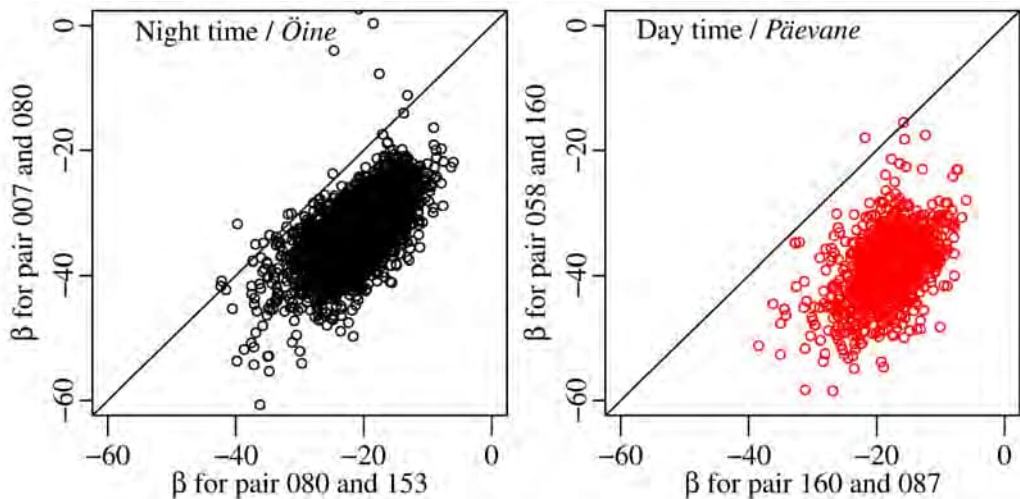 Night time / Öine
β for pair 007 and 080
0
−20
−40
−60
−60
−40
−20
0
β for pair 080 and 153
Day time / Päevane
β for pair 058 and 160
0
−20
−40
−60
−60
−40
−20
0
β for pair 160 and 087